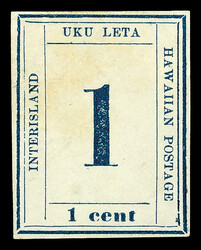 UKU LETA
INTERISLAND
1
HAWAIIAN POSTAGE
1 cent